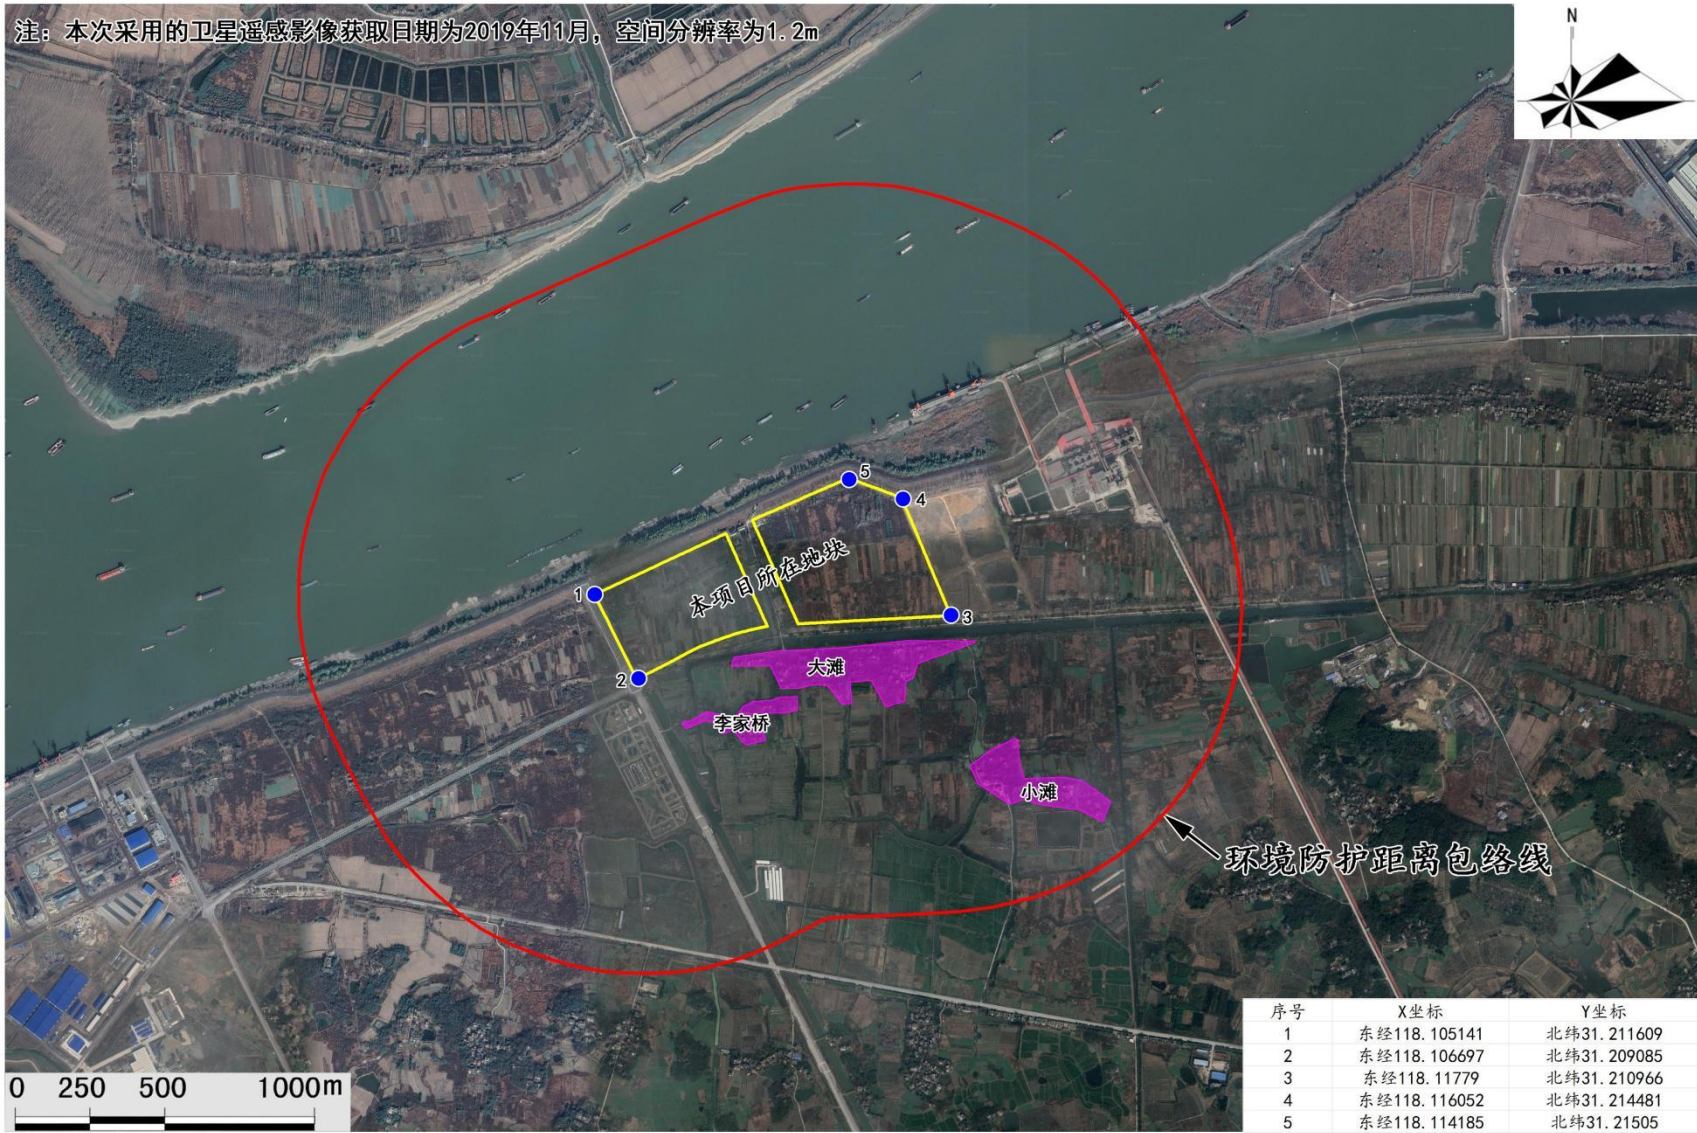 注：本次采用的卫星遥感影像获取日期为2019年11月，空间分辨率为1.2m
N
5
4
1
本项目所在地块
3
2
大滩
李家桥
小滩
环境防护距离包络线
序号 X坐标 Y坐标
1 东经118.105141 北纬31.211609
2 东经118.106697 北纬31.209085
3 东经118.11779 北纬31.210966
4 东经118.116052 北纬31.214481
5 东经118.114185 北纬31.21505
0 250 500 1000m